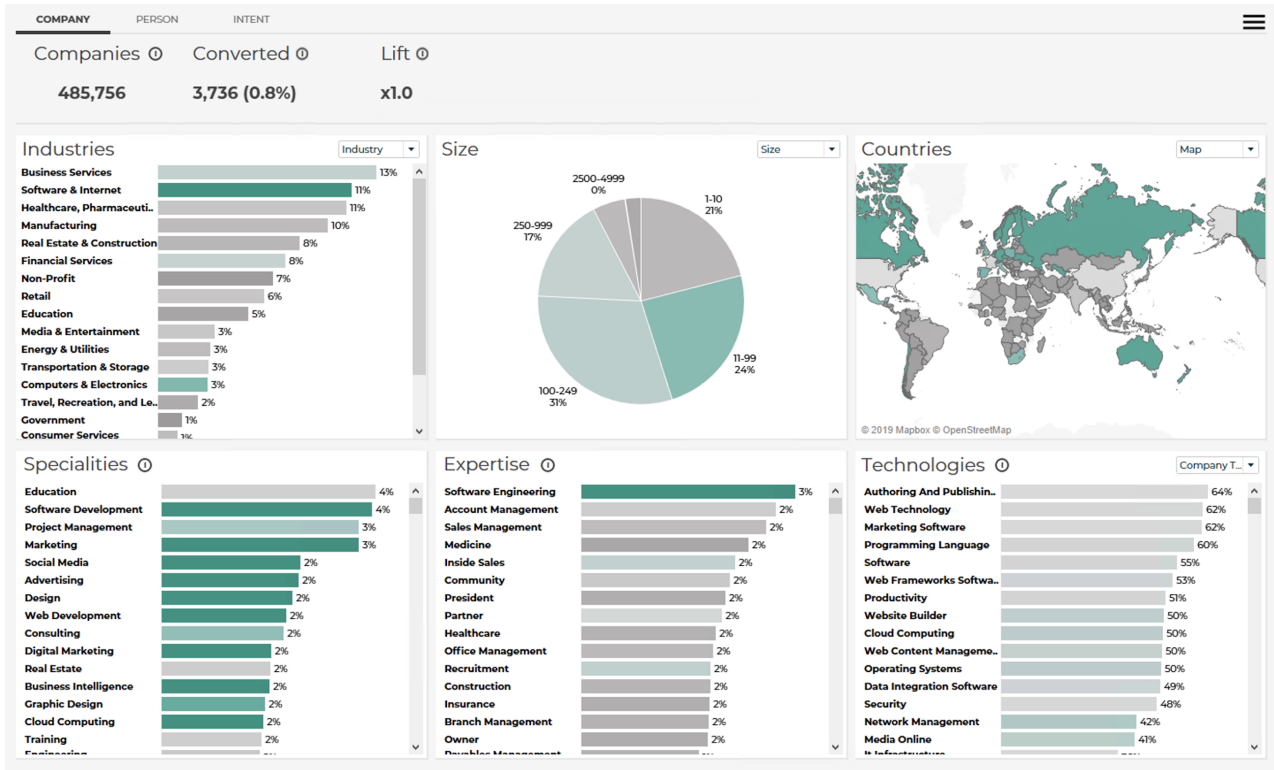 COMPANY PERSON INTENT
Companies Converted Lift
485,756 3,736 (0.8%) x1.0
Industries Industry
Business Services 13%
Software & Internet 11%
Healthcare, Pharmaceuti.. 11%
Manufacturing 10%
Real Estate & Construction 8%
Financial Services 8%
Non-Profit 7%
Retail 6%
Education 5%
Media & Entertainment 3%
Energy & Utilities 3%
Transportation & Storage 3%
Computers & Electronics 3%
Travel, Recreation, and Le.. 2%
Government 1%
Consumer Services 1%
Size Size
2500-4999
0%
1-10
21%
250-999
17%
11-99
24%
100-249
31%
Countries Map
© 2019 Mapbox © OpenStreetMap
Specialities
Education 4%
Software Development 4%
Project Management 3%
Marketing 3%
Social Media 2%
Advertising 2%
Design 2%
Web Development 2%
Consulting 2%
Digital Marketing 2%
Real Estate 2%
Business Intelligence 2%
Graphic Design 2%
Cloud Computing 2%
Training 2%
Engineering
Expertise
Software Engineering 3%
Account Management 2%
Sales Management 2%
Medicine 2%
Inside Sales 2%
Community 2%
President 2%
Partner 2%
Healthcare 2%
Office Management 2%
Recruitment 2%
Construction 2%
Insurance 2%
Branch Management 2%
Owner 2%
Payables Management
Technologies Company T...
Authoring And Publishin.. 64%
Web Technology 62%
Marketing Software 62%
Programming Language 60%
Software 55%
Web Frameworks Softwa.. 53%
Productivity 51%
Website Builder 50%
Cloud Computing 50%
Web Content Manageme.. 50%
Operating Systems 50%
Data Integration Software 49%
Security 48%
Network Management 42%
Media Online 41%
It Infrastructure